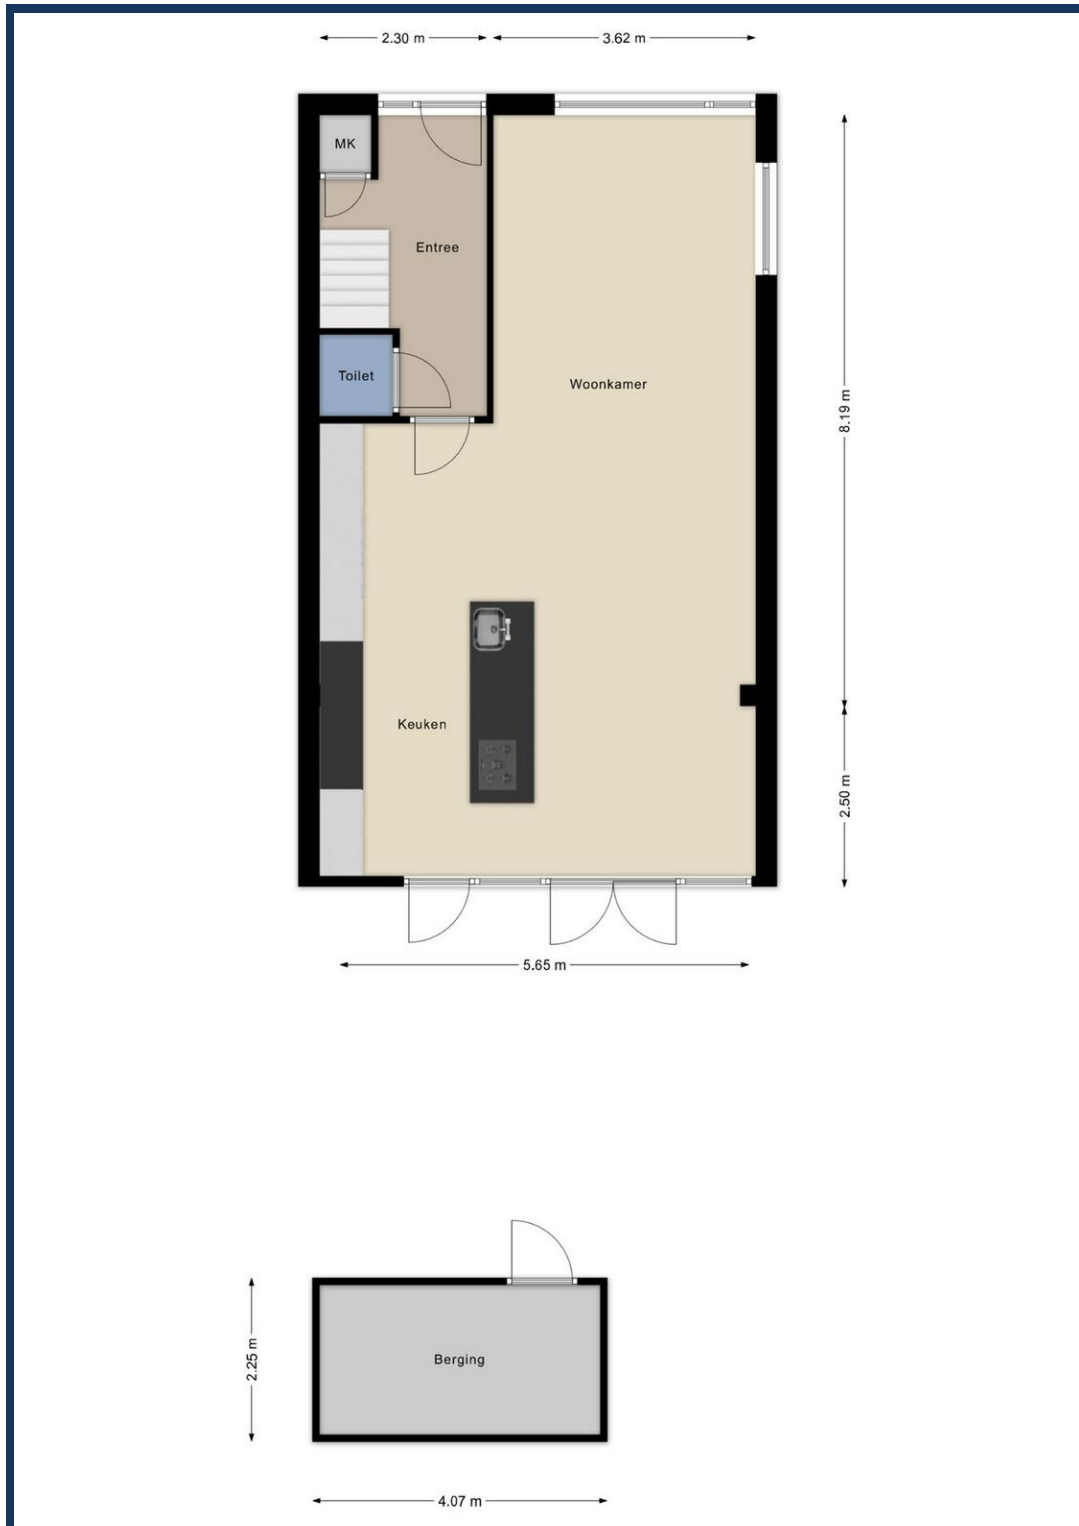 2.30 m
3.62 m
MK
Entree
Toilet
Woonkamer
8.19 m
Keuken
2.50 m
5.65 m
Berging
2.25 m
4.07 m